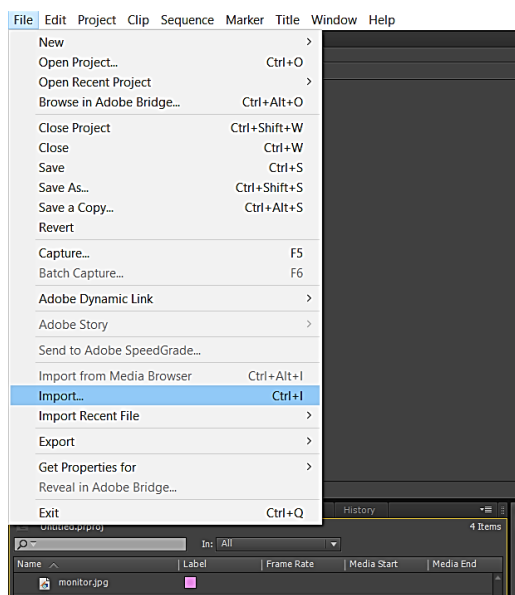 File Edit Project Clip Sequence Marker Title Window Help
New
Open Project... Ctrl+O
Open Recent Project
Browse in Adobe Bridge... Ctrl+Alt+O
Close Project Ctrl+Shift+W
Close Ctrl+W
Save Ctrl+S
Save As... Ctrl+Shift+S
Save a Copy... Ctrl+Alt+S
Revert
Capture... F5
Batch Capture... F6
Adobe Dynamic Link
Adobe Story
Send to Adobe SpeedGrade...
Import from Media Browser Ctrl+Alt+I
Import... Ctrl+I
Import Recent File
Export
Get Properties for
Reveal in Adobe Bridge...
Exit Ctrl+Q
History
Untitled.prproj 4 Items
In: All
Name Label Frame Rate Media Start Media End
monitor.jpg